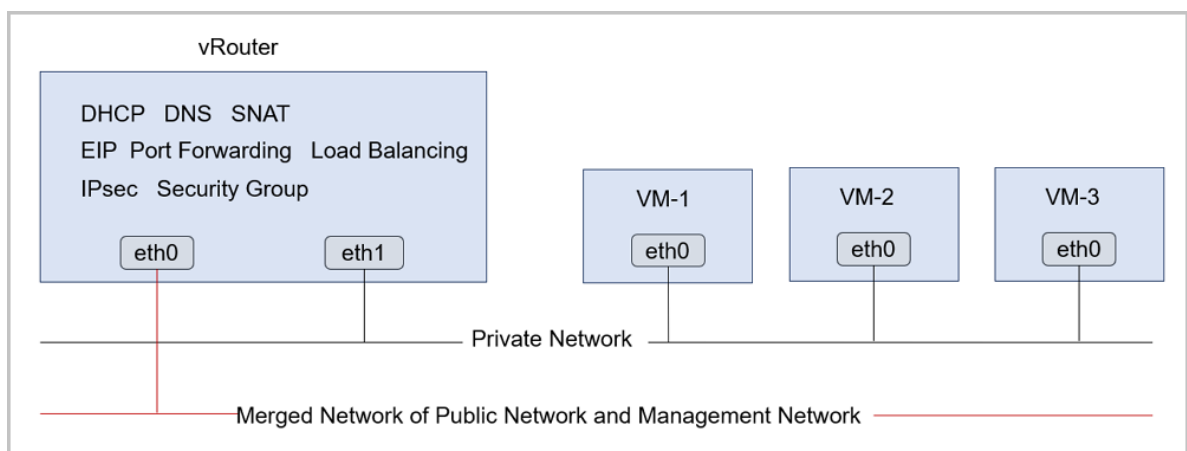 vRouter
DHCP DNS SNAT
EIP Port Forwarding Load Balancing
IPsec Security Group
eth0
eth1
VM-1
eth0
VM-2
eth0
VM-3
eth0
Private Network
Merged Network of Public Network and Management Network